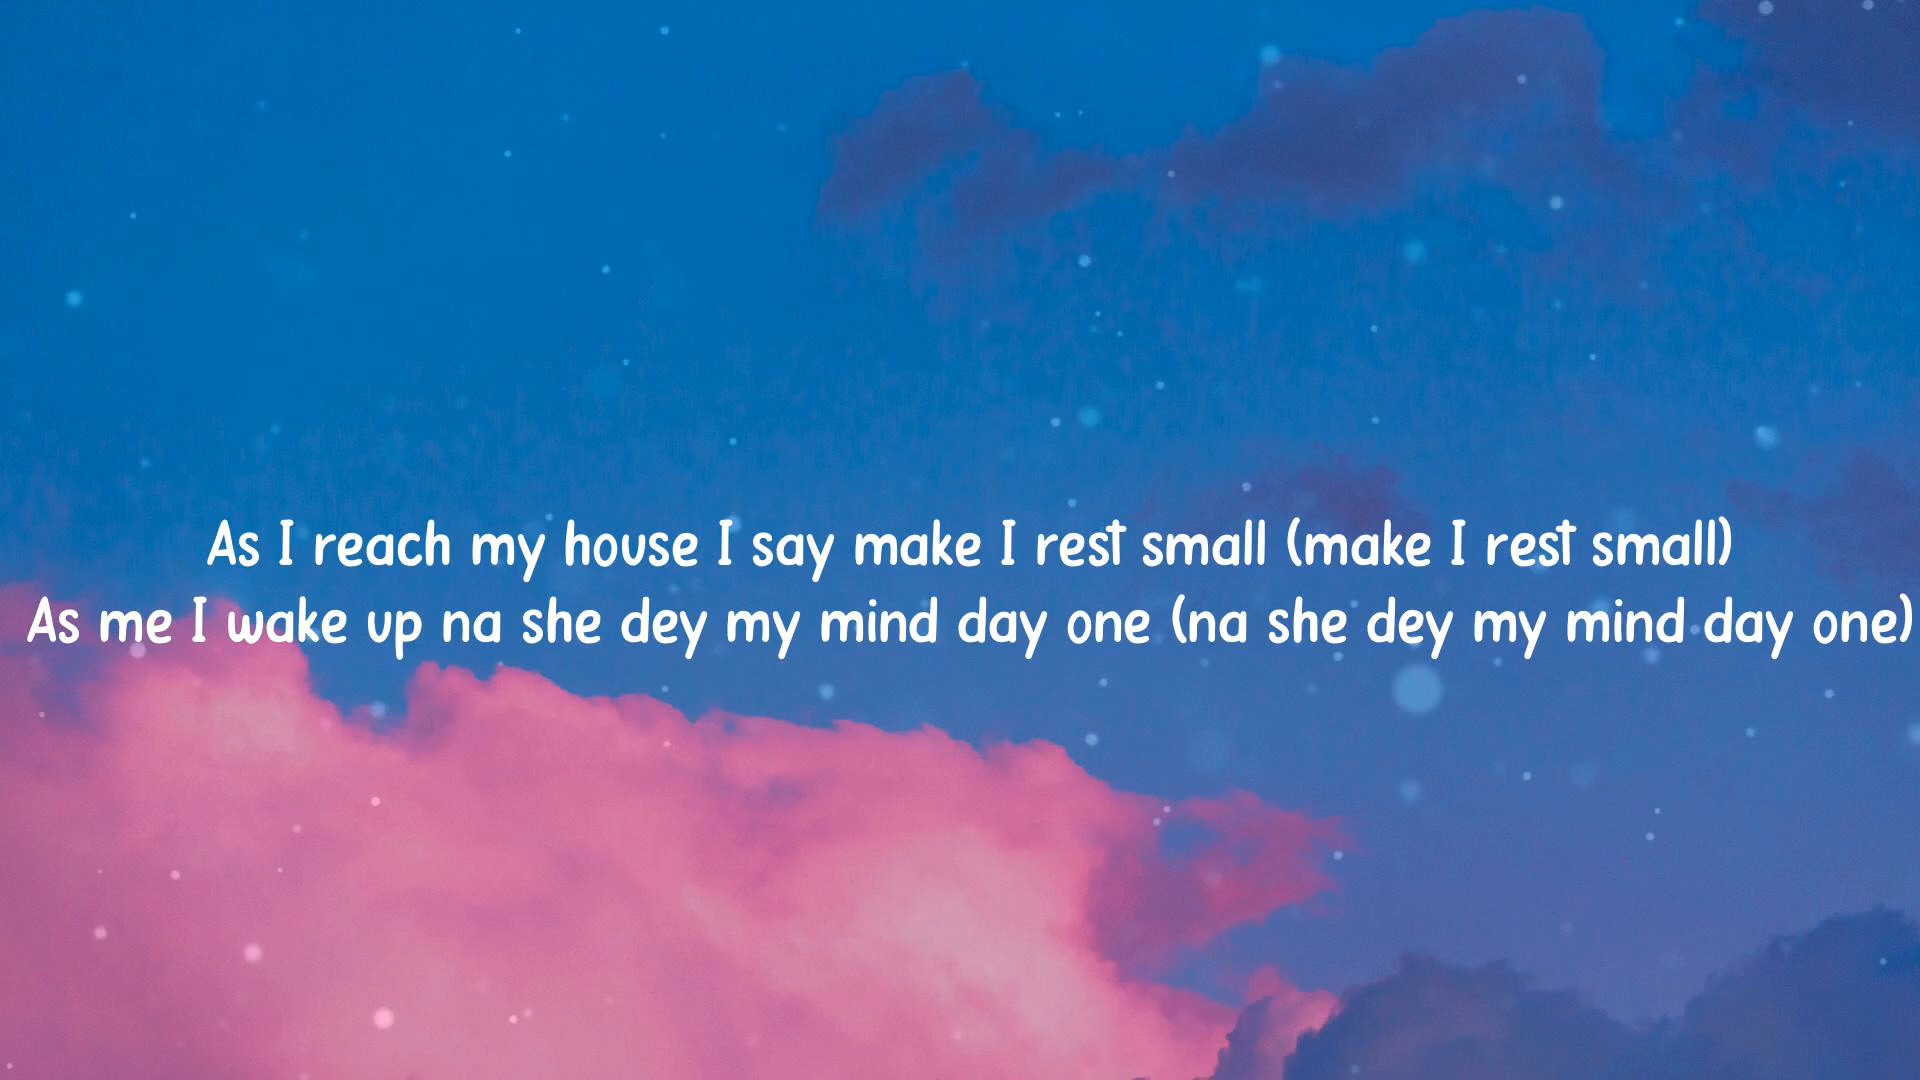 As I reach my house I say make I rest small (make I rest small)
As me I wake up na she dey my mind day one (na she dey my mind day one)